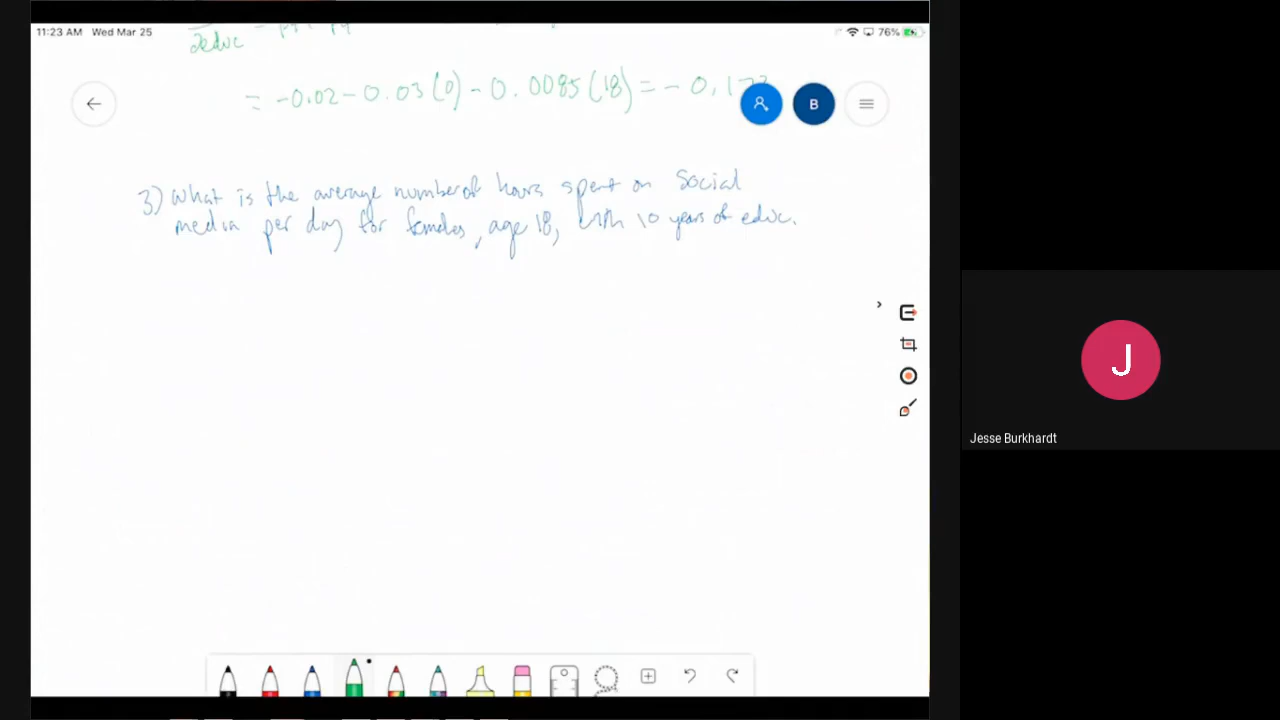 11:23 AM Wed Mar 25
76%
∂educ
= -0.02 - 0.03(0) - 0.0085(18) = -0.173
B
3) What is the average number of hours spent on social
media per day for females, age 18, with 10 years of educ.
J
Jesse Burkhardt